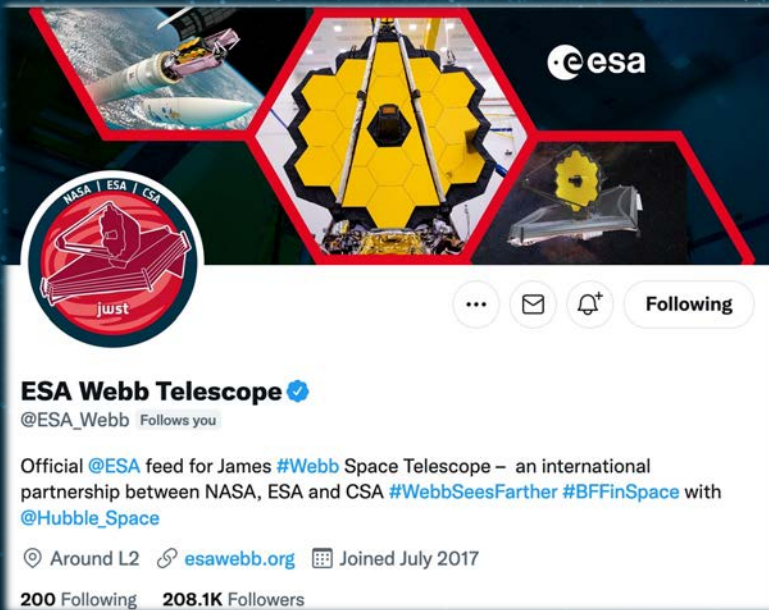 esa
NASA | ESA | CSA
jwst
Following
ESA Webb Telescope
@ESA_Webb Follows you
Official @ESA feed for James #Webb Space Telescope – an international
partnership between NASA, ESA and CSA #WebbSeesFarther #BFFinSpace with
@Hubble_Space
Around L2 esawebb.org Joined July 2017
200 Following 208.1K Followers